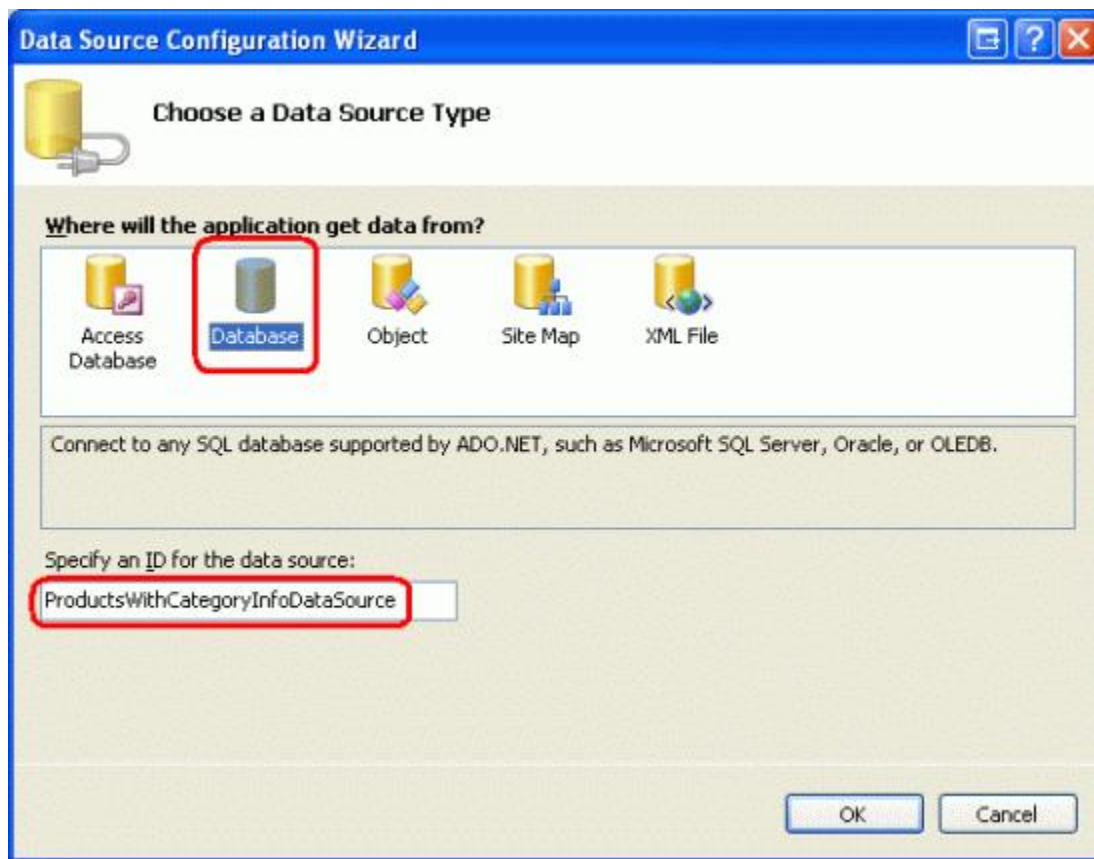 Data Source Configuration Wizard
Choose a Data Source Type
Where will the application get data from?
Access Database
Database
Object
Site Map
XML File
Connect to any SQL database supported by ADO.NET, such as Microsoft SQL Server, Oracle, or OLEDB.
Specify an ID for the data source:
ProductsWithCategoryInfoDataSource
OK
Cancel